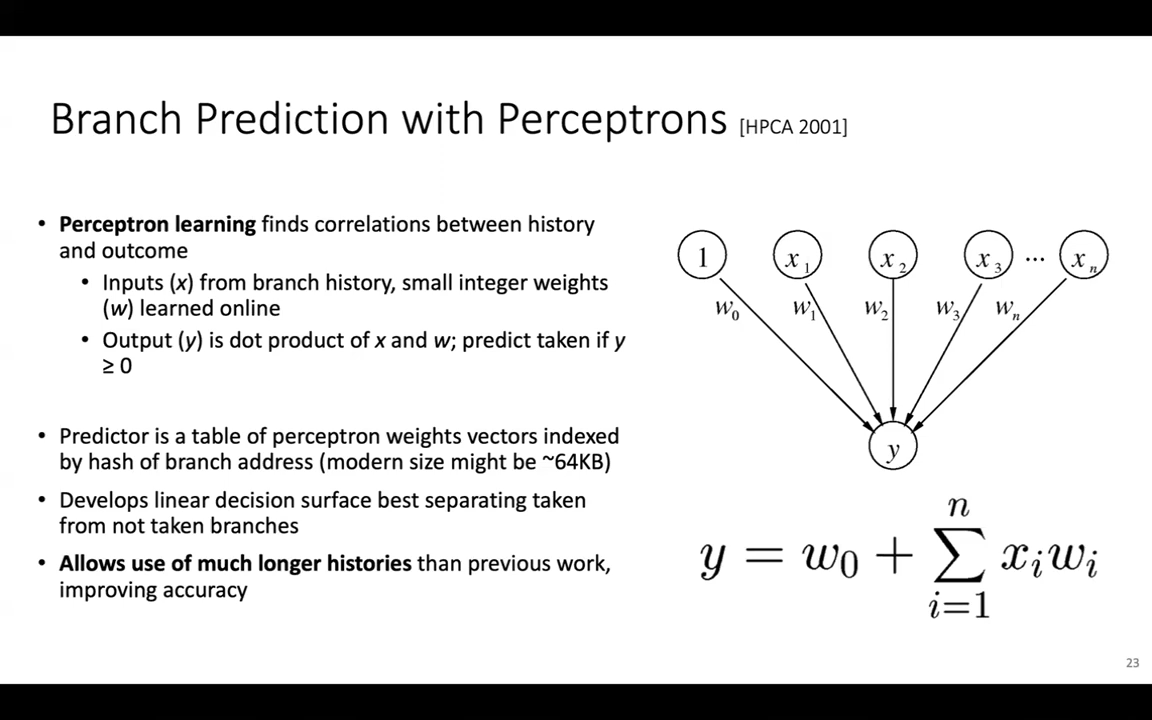 Branch Prediction with Perceptrons [HPCA 2001]
• Perceptron learning finds correlations between history
and outcome
• Inputs (x) from branch history, small integer weights
(w) learned online
• Output (y) is dot product of x and w; predict taken if y
≥ 0
• Predictor is a table of perceptron weights vectors indexed
by hash of branch address (modern size might be ~64KB)
• Develops linear decision surface best separating taken
from not taken branches
• Allows use of much longer histories than previous work,
improving accuracy
1 x₁ x₂ x₃ ... xₙ
w₀ w₁ w₂ w₃ wₙ
y
y = w₀ + ∑ᵢ₌₁ⁿ xᵢwᵢ
23